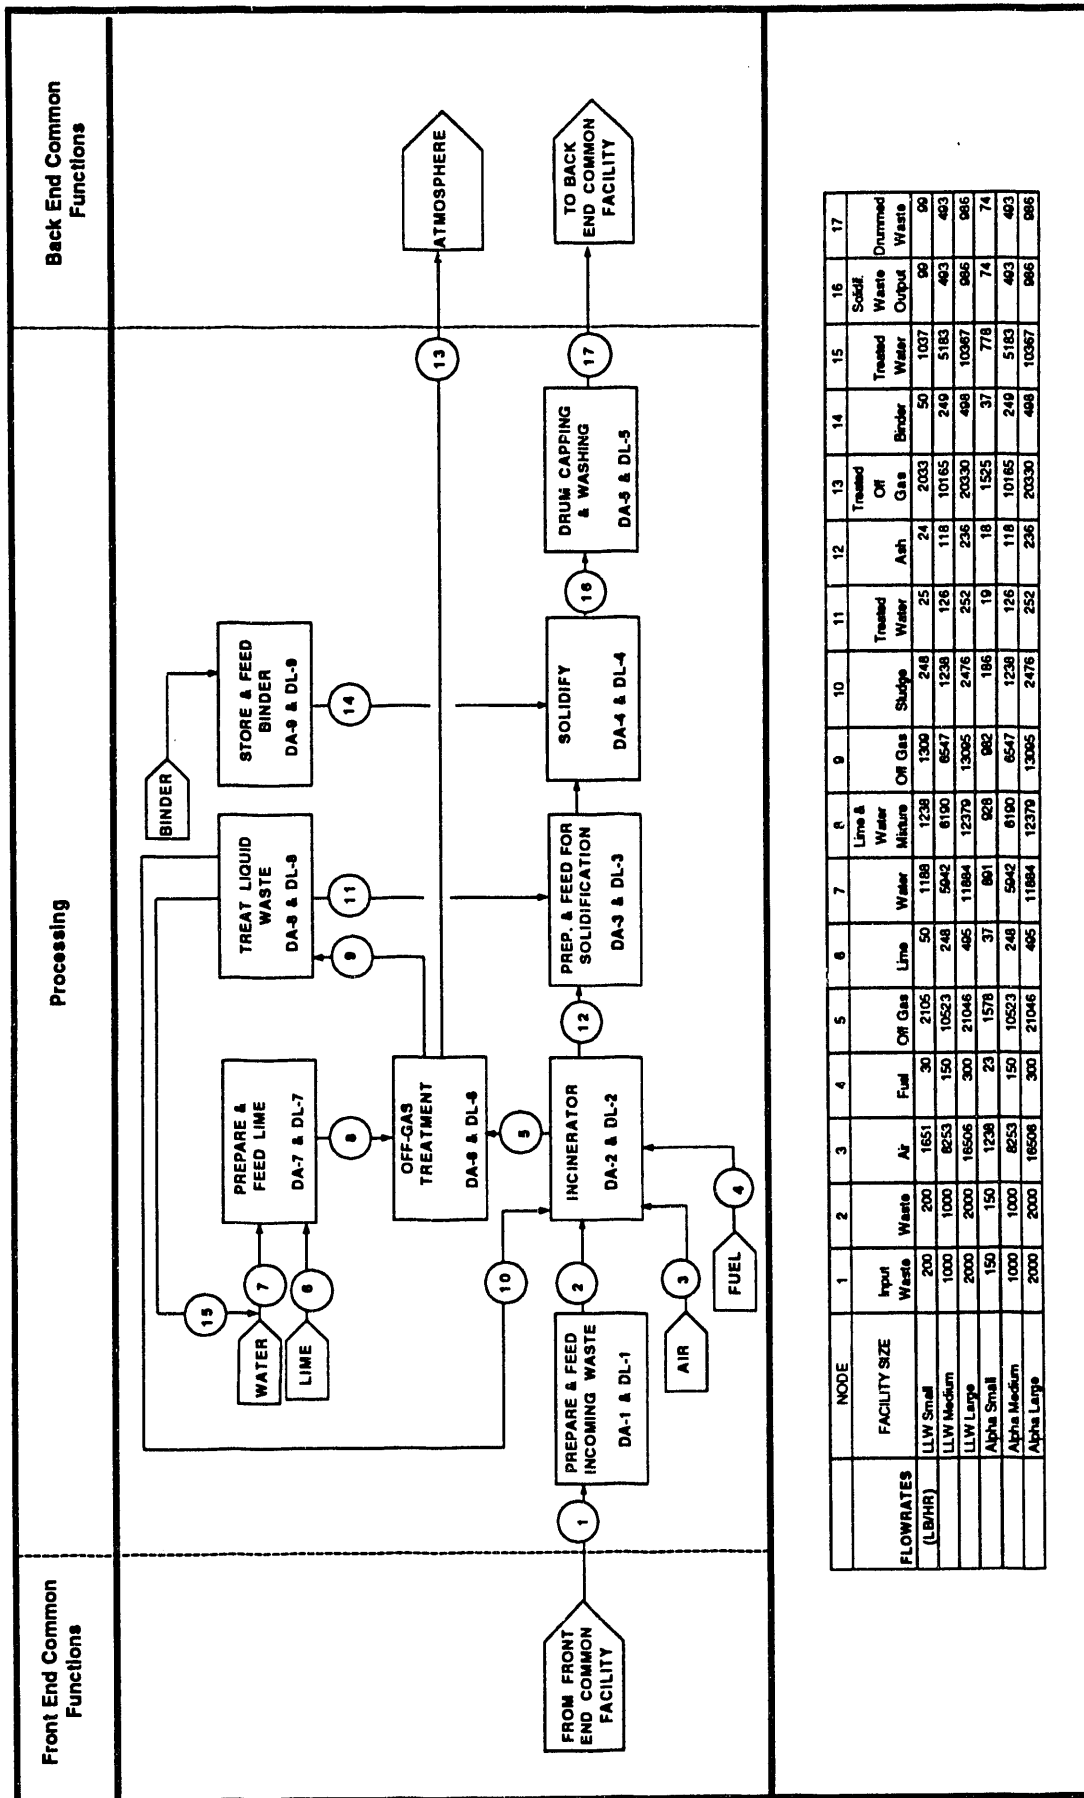 Front End Common
Functions
Processing
Back End Common
Functions
FROM FRONT
END COMMON
FACILITY
1
PREPARE & FEED
INCOMING WASTE
DA-1 & DL-1
2
AIR
3
FUEL
4
INCINERATOR
DA-2 & DL-2
5
10
12
WATER
7
LIME
6
15
PREPARE &
FEED LIME
DA-7 & DL-7
8
OFF-GAS
TREATMENT
DA-6 & DL-6
9
TREAT LIQUID
WASTE
DA-8 & DL-8
11
PREP. & FEED FOR
SOLIDIFICATION
DA-3 & DL-3
BINDER
STORE & FEED
BINDER
DA-9 & DL-9
14
SOLIDIFY
DA-4 & DL-4
16
DRUM CAPPING
& WASHING
DA-5 & DL-5
13
17
ATMOSPHERE
TO BACK
END COMMON
FACILITY
NODE 1 2 3 4 5 6 7 8 9 10 11 12 13 14 15 16 17
FACILITY SIZE Input Waste Waste Air Fuel Off Gas Lime Water Lime & Water Mixture Off Gas Sludge Treated Water Ash Treated Off Gas Binder Treated Water Solidif. Waste Output Drummed Waste
FLOWRATES LLW Small 200 200 1651 30 2105 50 1188 1238 1309 248 25 24 2033 50 1037 99 99
(LB/HR) LLW Medium 1000 1000 8253 150 10523 248 5942 6190 6547 1238 126 118 10165 249 5183 493 493
LLW Large 2000 2000 16506 300 21046 495 11884 12379 13095 2476 252 236 20330 498 10367 986 986
Alpha Small 150 150 1238 23 1578 37 891 928 982 186 19 18 1525 37 778 74 74
Alpha Medium 1000 1000 8253 150 10523 248 5942 6190 6547 1238 126 118 10165 249 5183 493 493
Alpha Large 2000 2000 16506 300 21046 495 11884 12379 13095 2476 252 236 20330 498 10367 986 986